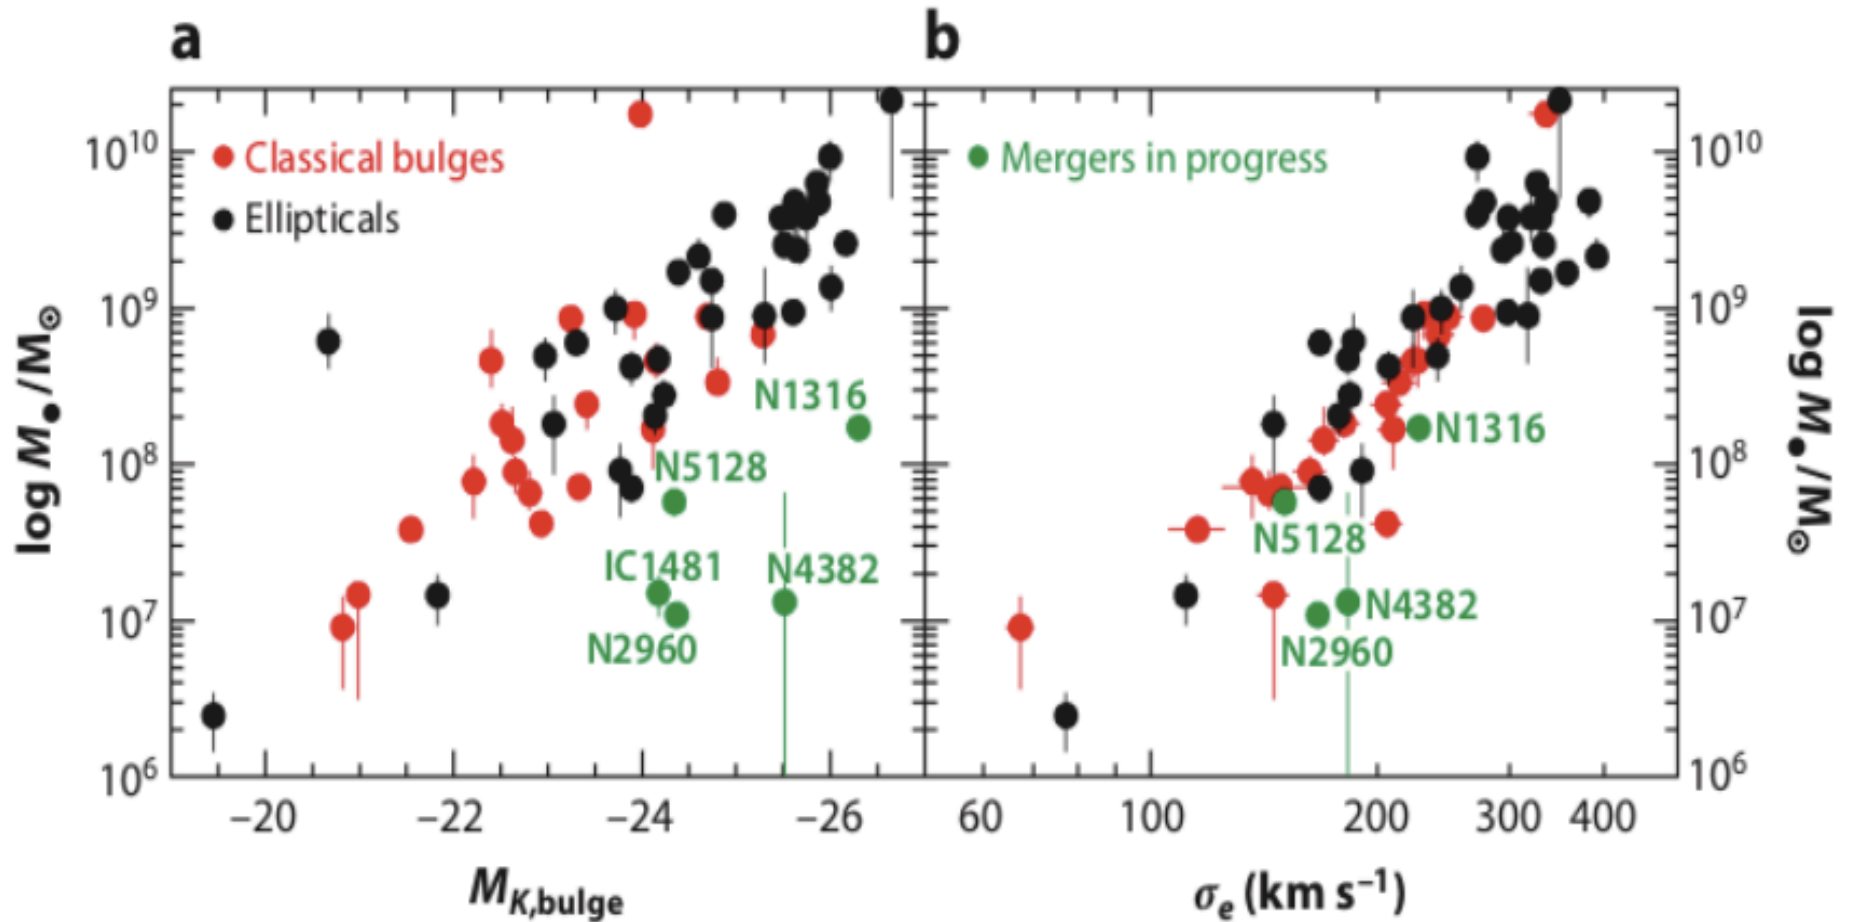 a
b
10¹⁰
10⁹
10⁸
10⁷
10⁶
log M•/M⊙
Classical bulges
Ellipticals
N1316
N5128
IC1481
N4382
N2960
−20
−22
−24
−26
M_K,bulge
Mergers in progress
N1316
N5128
N4382
N2960
60
100
200
300
400
σ_e (km s⁻¹)
10¹⁰
10⁹
10⁸
10⁷
10⁶
log M•/M⊙